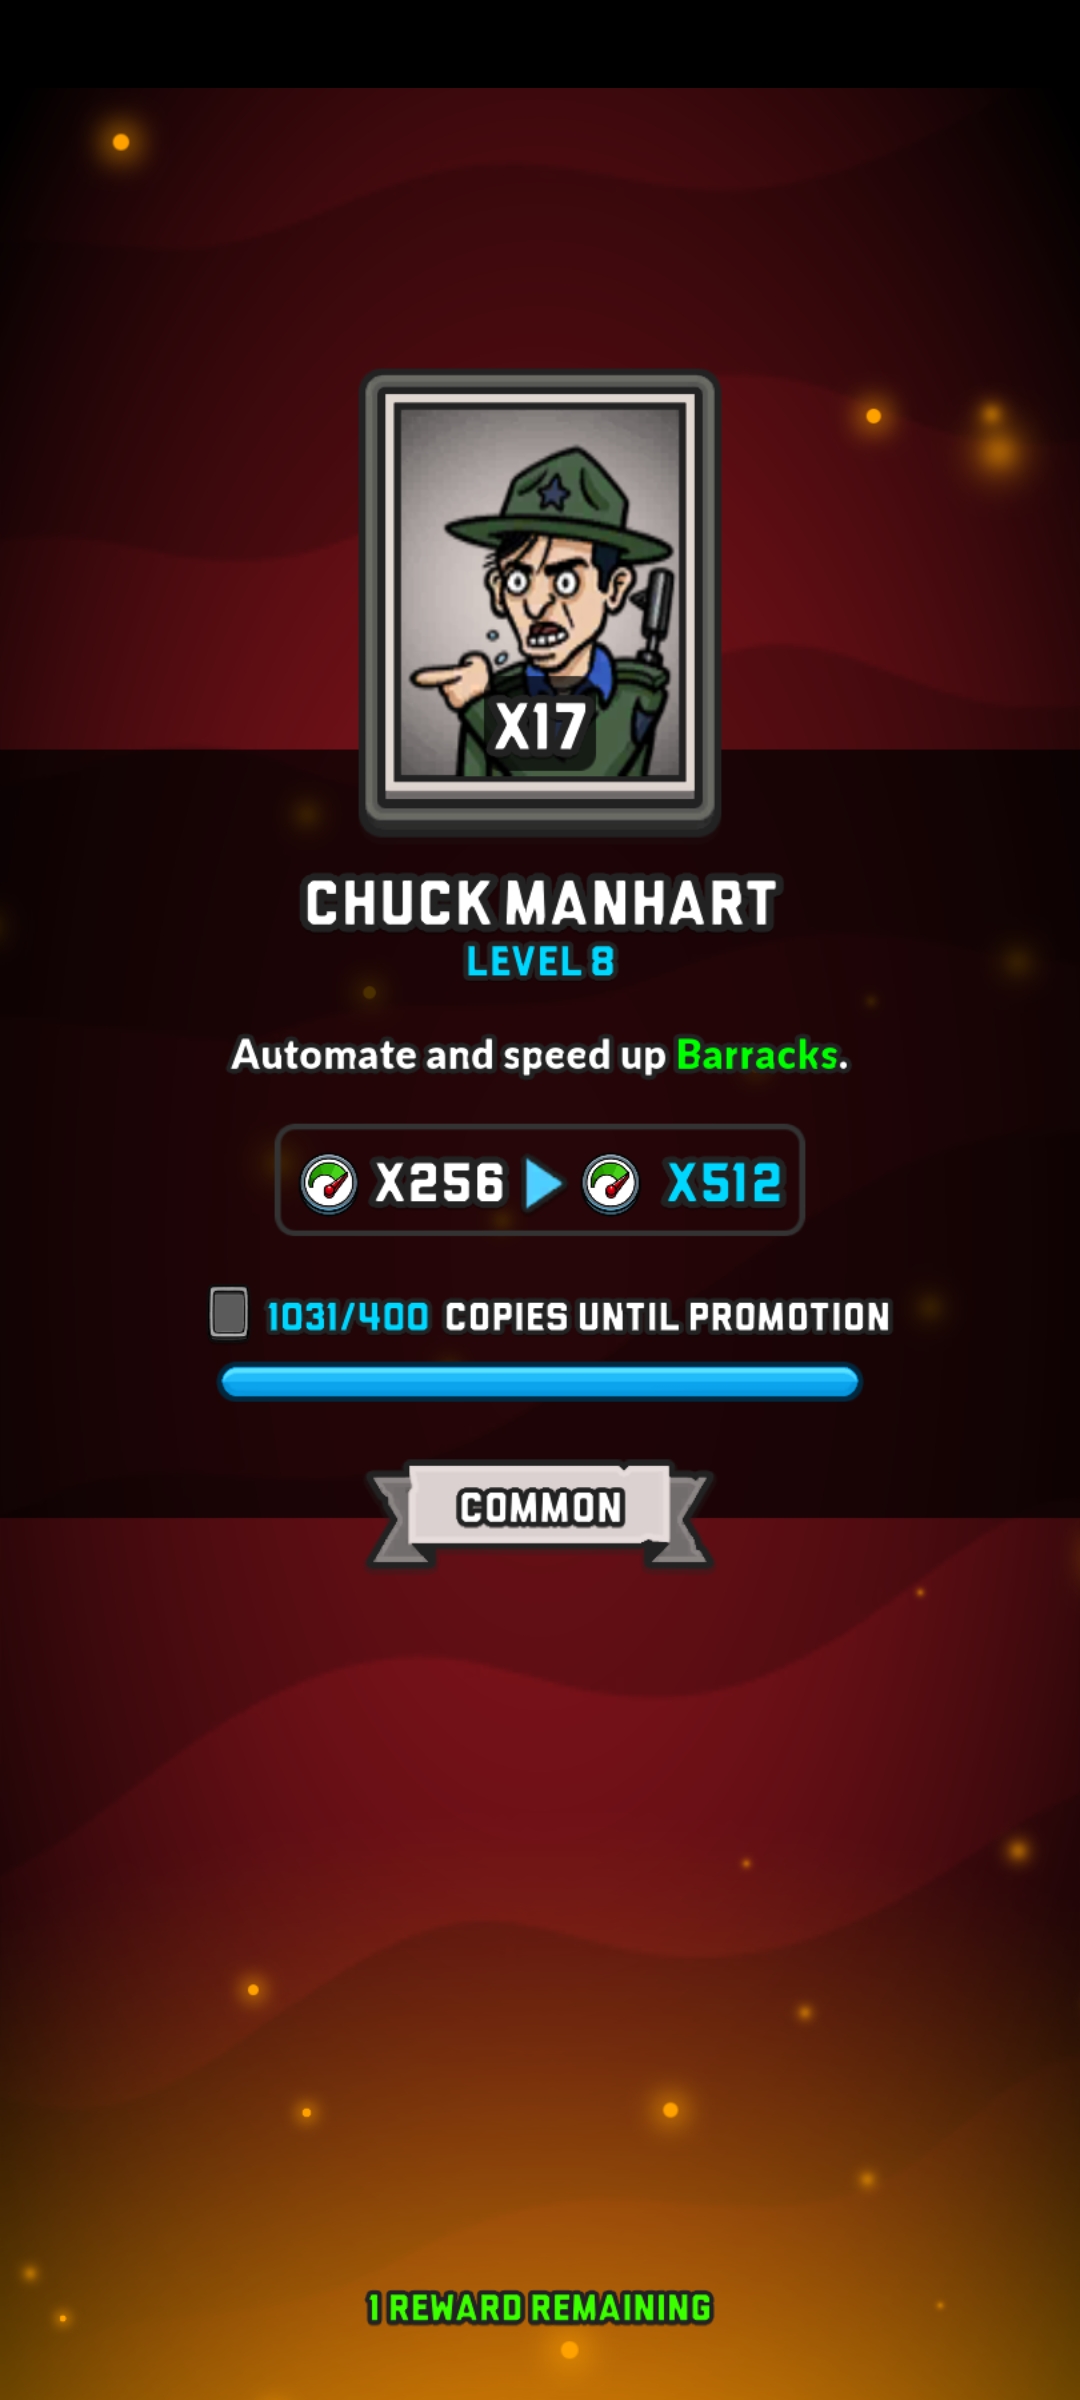 X17
CHUCK MANHART
LEVEL 8
Automate and speed up Barracks.
X256 X512
1031/400 COPIES UNTIL PROMOTION
COMMON
1 REWARD REMAINING